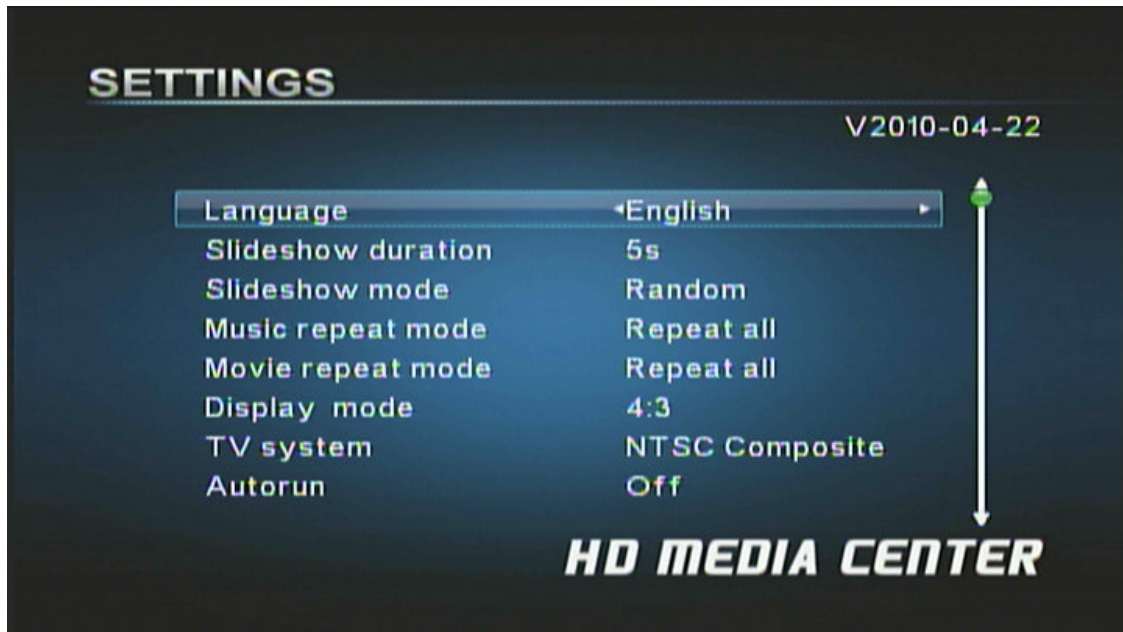 SETTINGS
V2010-04-22
Language English
Slideshow duration 5s
Slideshow mode Random
Music repeat mode Repeat all
Movie repeat mode Repeat all
Display mode 4:3
TV system NTSC Composite
Autorun Off
HD MEDIA CENTER